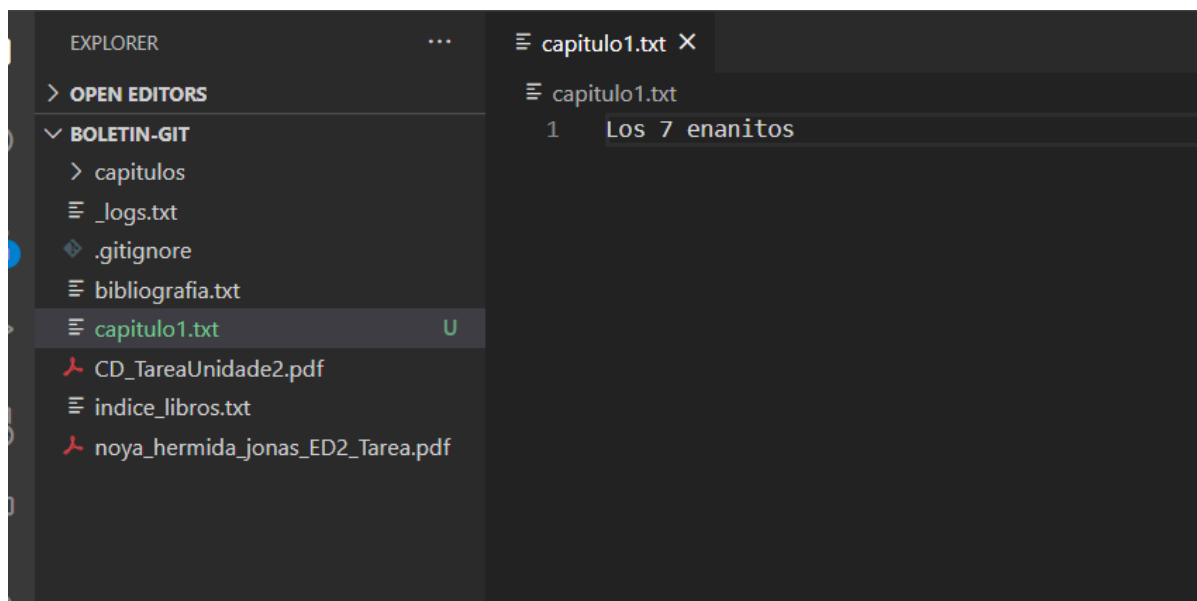 EXPLORER
OPEN EDITORS
BOLETIN-GIT
capitulos
_logs.txt
.gitignore
bibliografia.txt
capitulo1.txt U
CD_TareaUnidade2.pdf
indice_libros.txt
noya_hermida_jonas_ED2_Tarea.pdf
capitulo1.txt
capitulo1.txt
1 Los 7 enanitos